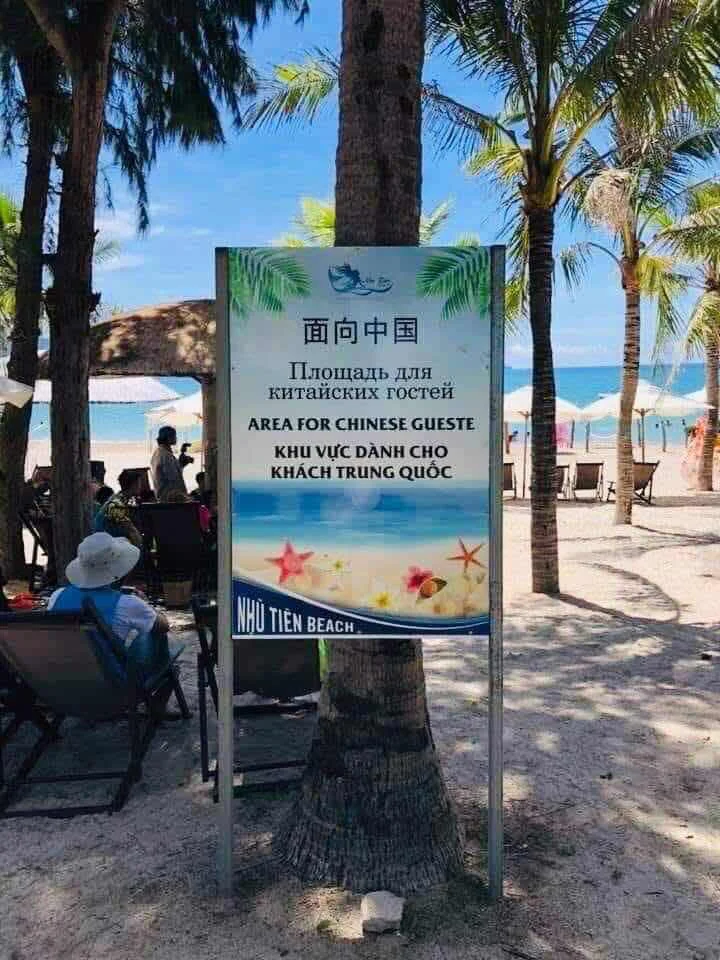 面向中国
Площадь для
китайских гостей
AREA FOR CHINESE GUESTE
KHU VỰC DÀNH CHO
KHÁCH TRUNG QUỐC
NHŨ TIÊN BEACH